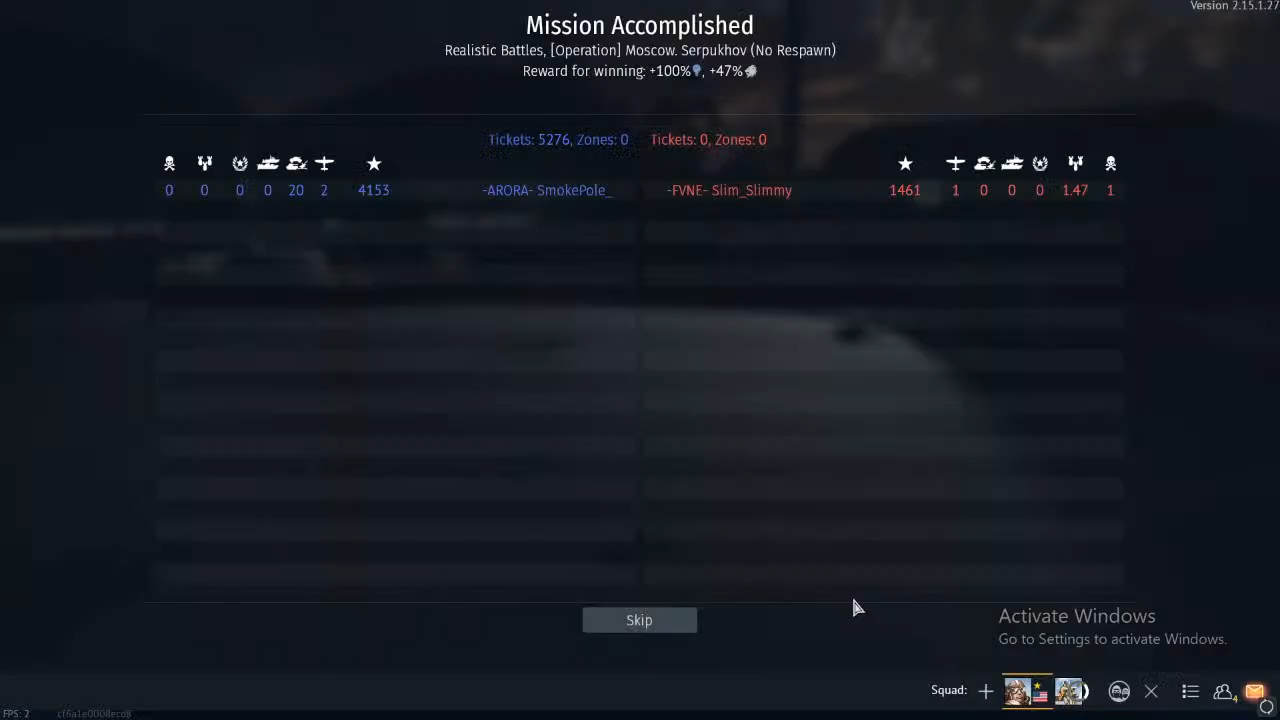 Version 2.15.1.27
Mission Accomplished
Realistic Battles, [Operation] Moscow. Serpukhov (No Respawn)
Reward for winning: +100%, +47%
Tickets: 5276, Zones: 0 Tickets: 0, Zones: 0
0 0 0 0 20 2 4153 -ARORA- SmokePole_ -FVNE- Slim_Slimmy 1461 1 0 0 0 1.47 1
Skip
Activate Windows
Go to Settings to activate Windows.
Squad:
4
FPS: 2